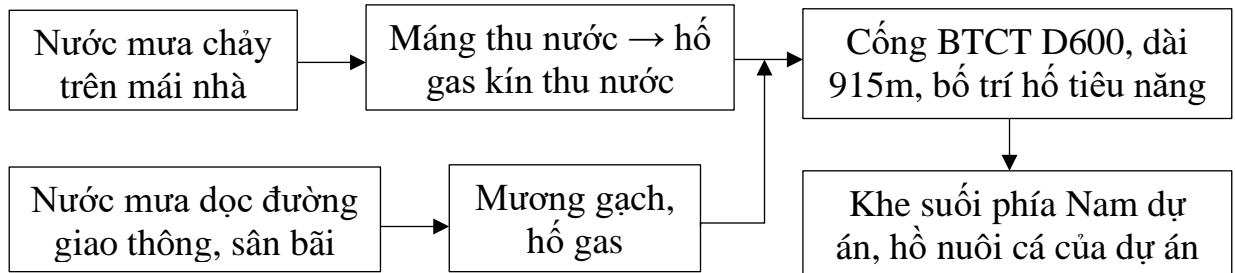 Nước mưa chảy
trên mái nhà
Máng thu nước → hố
gas kín thu nước
Cống BTCT D600, dài
915m, bố trí hố tiêu năng
Nước mưa dọc đường
giao thông, sân bãi
Mương gạch,
hố gas
Khe suối phía Nam dự
án, hồ nuôi cá của dự án